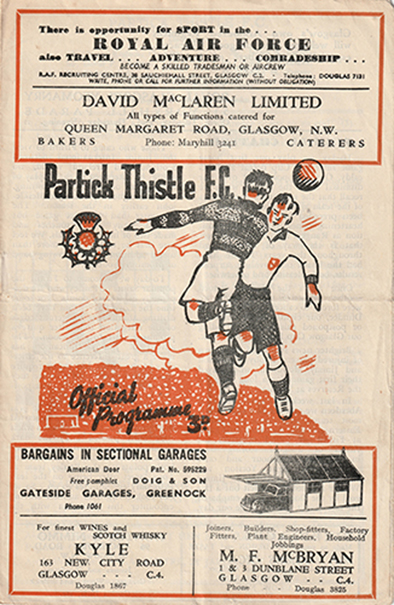 There is opportunity for SPORT in the ...
ROYAL AIR FORCE
also TRAVEL ... ADVENTURE ... COMRADESHIP ...
BECOME A SKILLED TRADESMAN OR AIRCREW
R.A.F. RECRUITING CENTRE, 38 SAUCHIEHALL STREET, GLASGOW C.2. - Telephone: DOUGLAS 7131
WRITE, PHONE OR CALL FOR FURTHER INFORMATION (WITHOUT OBLIGATION)
DAVID MACLAREN LIMITED
All types of Functions catered for
QUEEN MARGARET ROAD, GLASGOW, N.W.
BAKERS Phone: Maryhill 3241 CATERERS
Partick Thistle F.C.
Official
Programme 3D
BARGAINS IN SECTIONAL GARAGES
American Door Pat. No. 595229
Free pamphlet DOIG & SON
GATESIDE GARAGES, GREENOCK
Phone 1061
For finest WINES and
SCOTCH WHISKY
KYLE
163 NEW CITY ROAD
GLASGOW - C.4.
Douglas 1867
Joiners, Builders, Shop-fitters, Factory
Fitters, Plant Engineers, Household
Jobbings
M. F. McBRYAN
1 & 3 DUNBLANE STREET
GLASGOW - C.4.
Phone - Douglas 3825